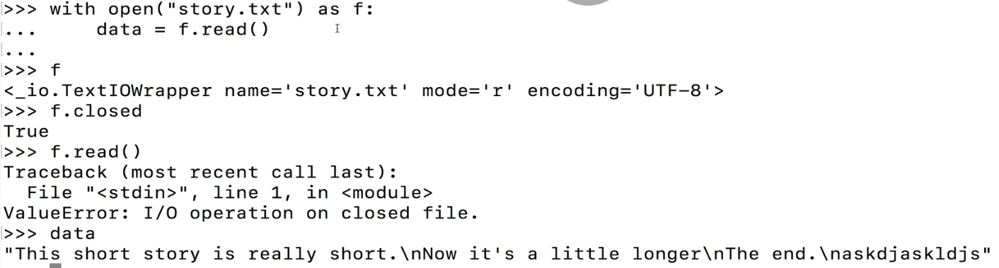 >>> with open("story.txt") as f:
...     data = f.read()
...
>>> f
<_io.TextIOWrapper name='story.txt' mode='r' encoding='UTF-8'>
>>> f.closed
True
>>> f.read()
Traceback (most recent call last):
  File "<stdin>", line 1, in <module>
ValueError: I/O operation on closed file.
>>> data
"This short story is really short.\nNow it's a little longer\nThe end.\naskdjaskldjs"